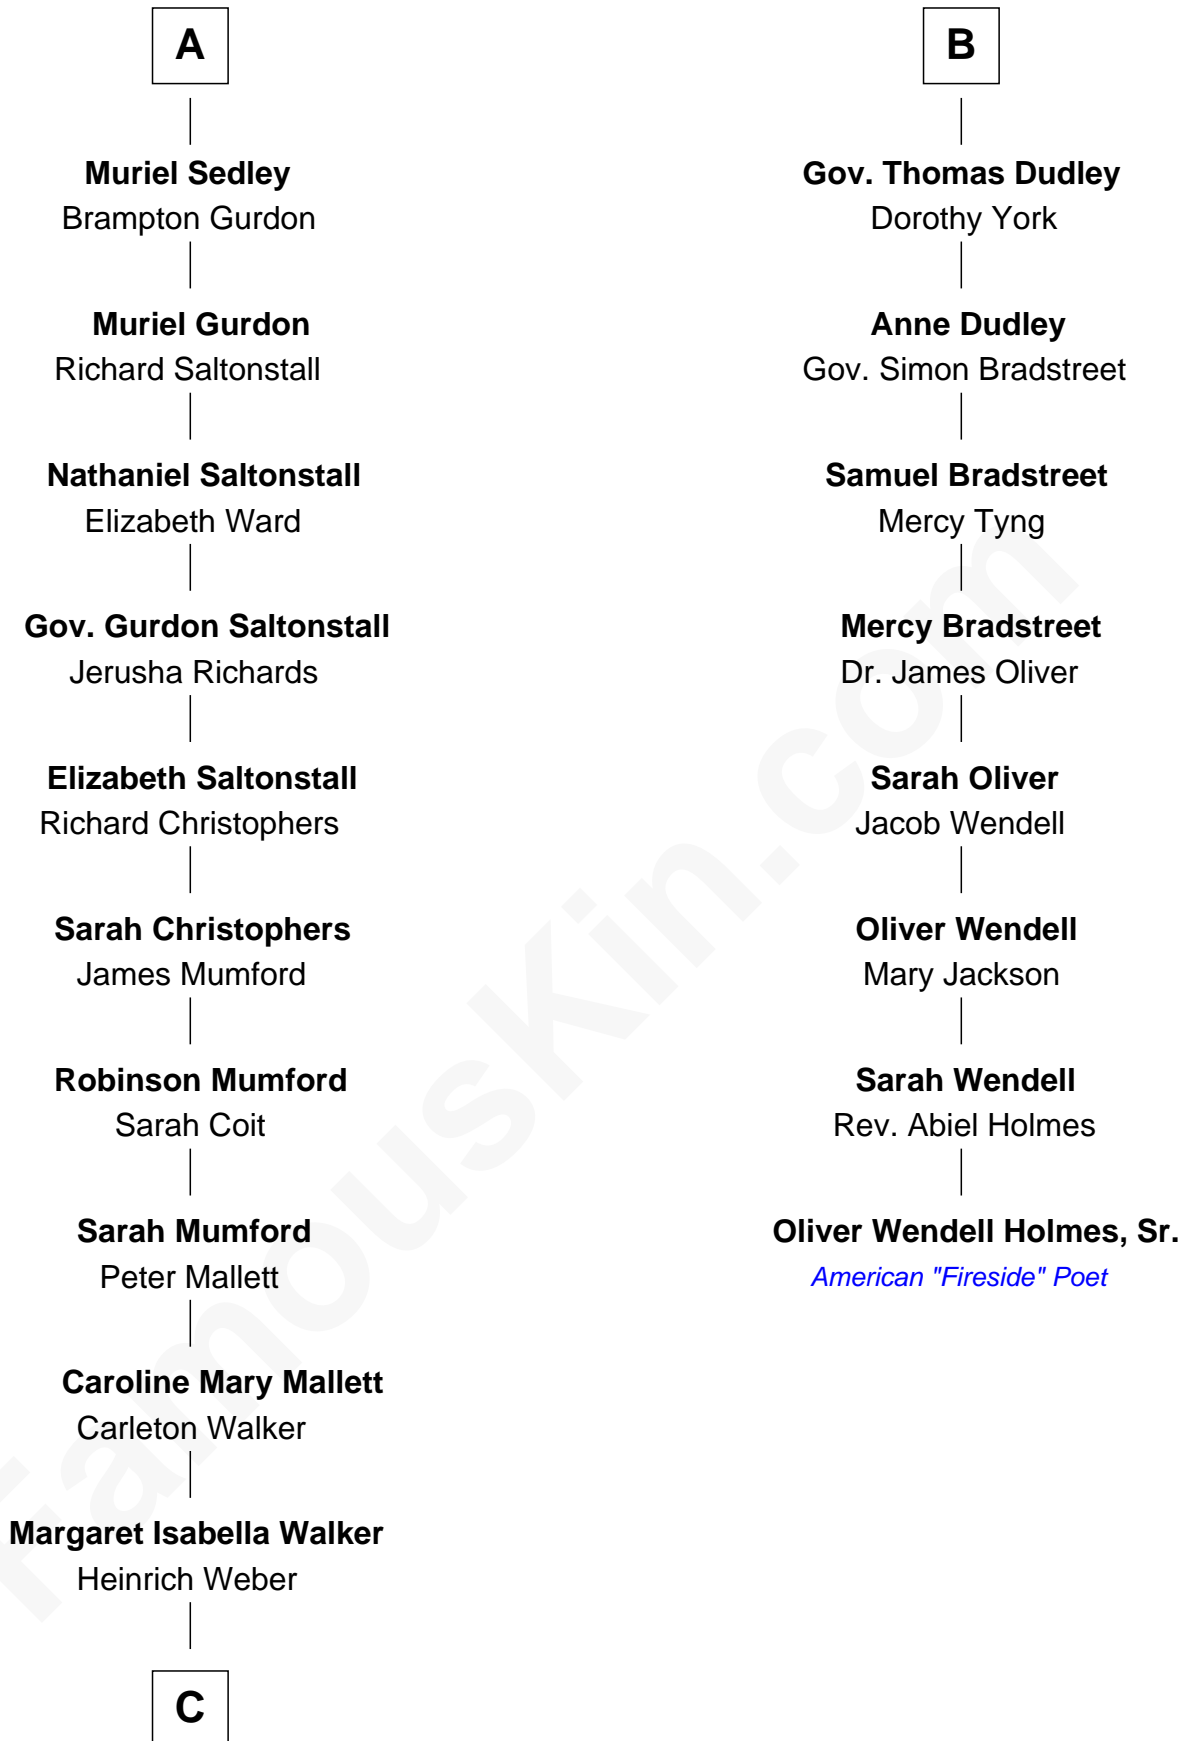 A
Muriel Sedley
Brampton Gurdon
Muriel Gurdon
Richard Saltonstall
Nathaniel Saltonstall
Elizabeth Ward
Gov. Gurdon Saltonstall
Jerusha Richards
Elizabeth Saltonstall
Richard Christophers
Sarah Christophers
James Mumford
Robinson Mumford
Sarah Coit
Sarah Mumford
Peter Mallett
Caroline Mary Mallett
Carleton Walker
Margaret Isabella Walker
Heinrich Weber
C
B
Gov. Thomas Dudley
Dorothy York
Anne Dudley
Gov. Simon Bradstreet
Samuel Bradstreet
Mercy Tyng
Mercy Bradstreet
Dr. James Oliver
Sarah Oliver
Jacob Wendell
Oliver Wendell
Mary Jackson
Sarah Wendell
Rev. Abiel Holmes
Oliver Wendell Holmes, Sr.
American "Fireside" Poet
FamousKin.com